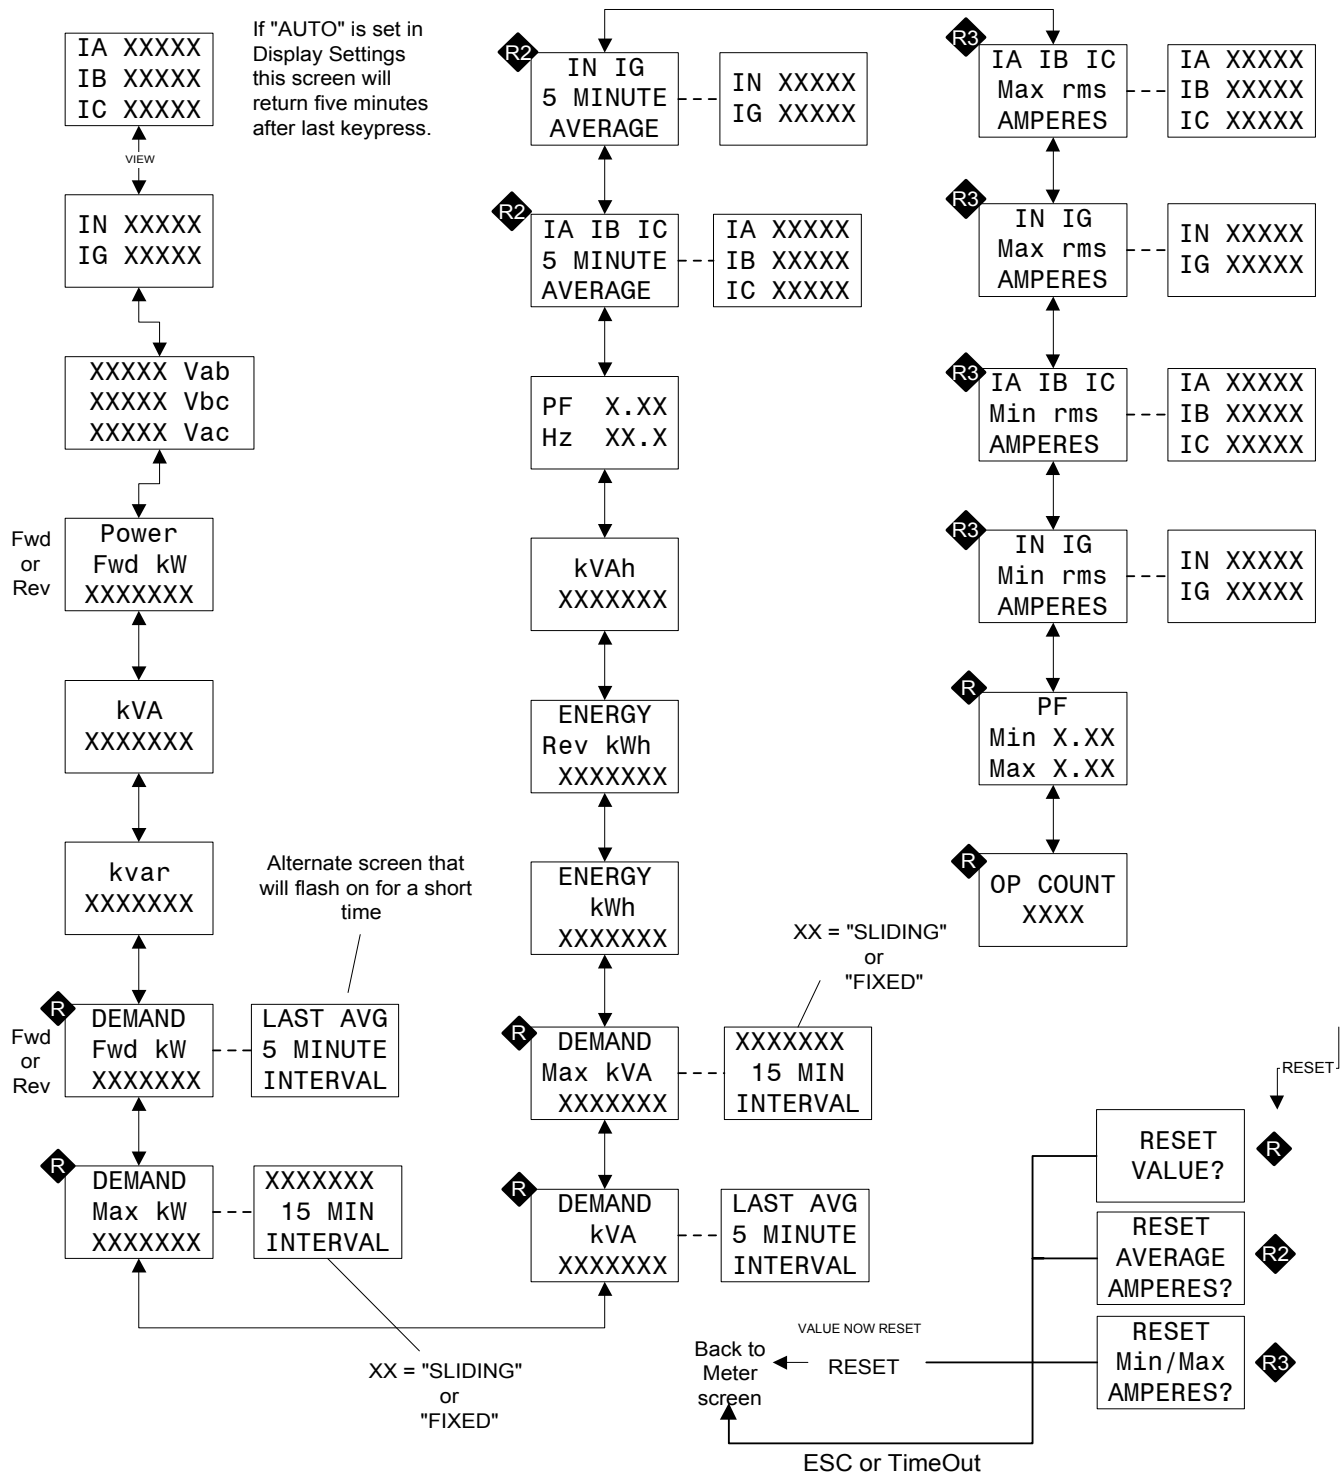 IA XXXXX
IB XXXXX
IC XXXXX
If "AUTO" is set in
Display Settings
this screen will
return five minutes
after last keypress.
VIEW
IN XXXXX
IG XXXXX
XXXXX Vab
XXXXX Vbc
XXXXX Vac
Fwd
or
Rev
Power
Fwd kW
XXXXXXX
kVA
XXXXXXX
kvar
XXXXXXX
Alternate screen that
will flash on for a short
time
R
Fwd
or
Rev
DEMAND
Fwd kW
XXXXXXX
LAST AVG
5 MINUTE
INTERVAL
R
DEMAND
Max kW
XXXXXXX
XXXXXXX
15 MIN
INTERVAL
XX = "SLIDING"
or
"FIXED"
R2
IN IG
5 MINUTE
AVERAGE
IN XXXXX
IG XXXXX
R2
IA IB IC
5 MINUTE
AVERAGE
IA XXXXX
IB XXXXX
IC XXXXX
PF X.XX
Hz XX.X
kVAh
XXXXXXX
ENERGY
Rev kWh
XXXXXXX
ENERGY
kWh
XXXXXXX
XX = "SLIDING"
or
"FIXED"
R
DEMAND
Max kVA
XXXXXXX
XXXXXXX
15 MIN
INTERVAL
R
DEMAND
kVA
XXXXXXX
LAST AVG
5 MINUTE
INTERVAL
R3
IA IB IC
Max rms
AMPERES
IA XXXXX
IB XXXXX
IC XXXXX
R3
IN IG
Max rms
AMPERES
IN XXXXX
IG XXXXX
R3
IA IB IC
Min rms
AMPERES
IA XXXXX
IB XXXXX
IC XXXXX
R3
IN IG
Min rms
AMPERES
IN XXXXX
IG XXXXX
R
PF
Min X.XX
Max X.XX
R
OP COUNT
XXXX
RESET
RESET
VALUE?
R
RESET
AVERAGE
AMPERES?
R2
RESET
Min/Max
AMPERES?
R3
VALUE NOW RESET
RESET
Back to
Meter
screen
ESC or TimeOut